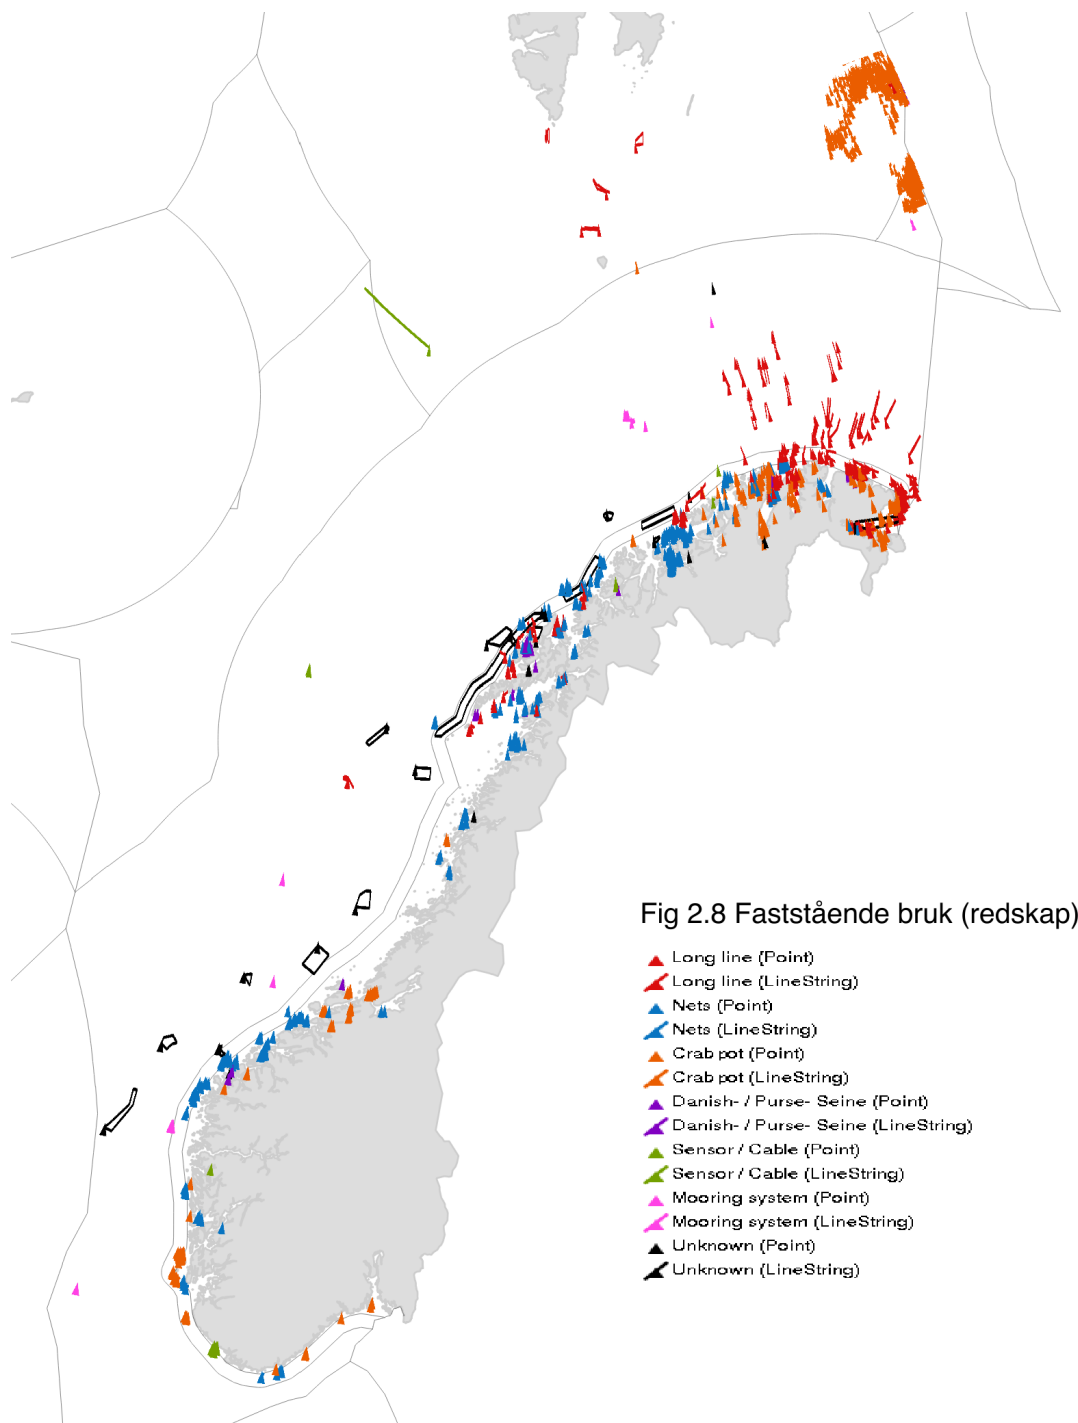 Fig 2.8 Faststående bruk (redskap)
Long line (Point)
Long line (LineString)
Nets (Point)
Nets (LineString)
Crab pot (Point)
Crab pot (LineString)
Danish- / Purse- Seine (Point)
Danish- / Purse- Seine (LineString)
Sensor / Cable (Point)
Sensor / Cable (LineString)
Mooring system (Point)
Mooring system (LineString)
Unknown (Point)
Unknown (LineString)